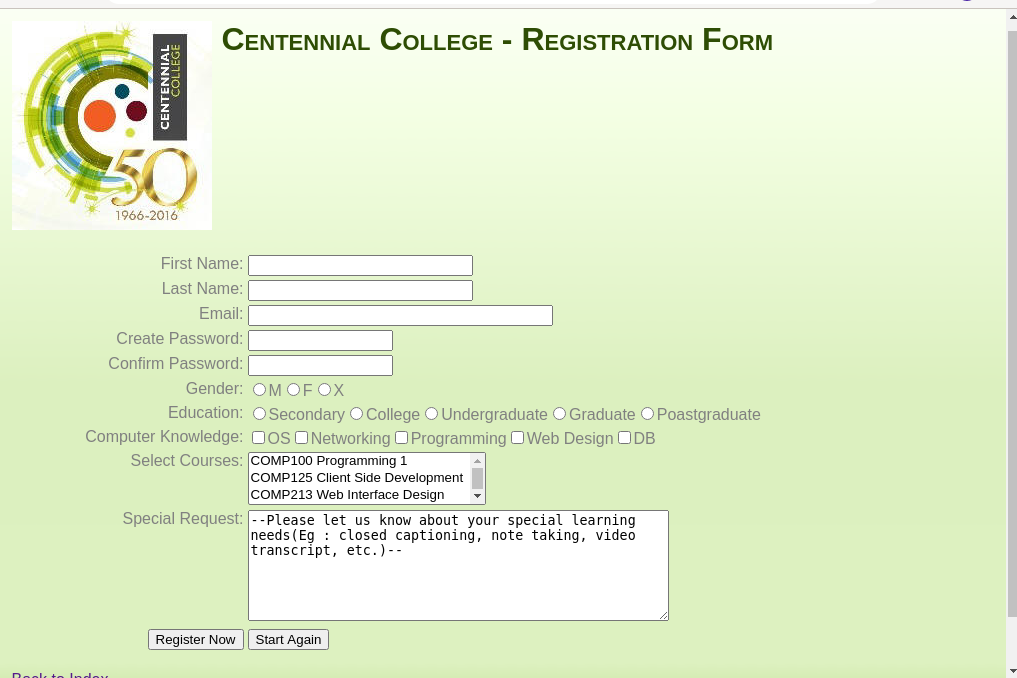 Centennial College - Registration Form
CENTENNIAL
COLLEGE
50
1966-2016
First Name:
Last Name:
Email:
Create Password:
Confirm Password:
Gender: M F X
Education: Secondary College Undergraduate Graduate Poastgraduate
Computer Knowledge: OS Networking Programming Web Design DB
Select Courses: COMP100 Programming 1
COMP125 Client Side Development
COMP213 Web Interface Design
Special Request: --Please let us know about your special learning
needs(Eg : closed captioning, note taking, video
transcript, etc.)--
Register Now Start Again
Back to Index